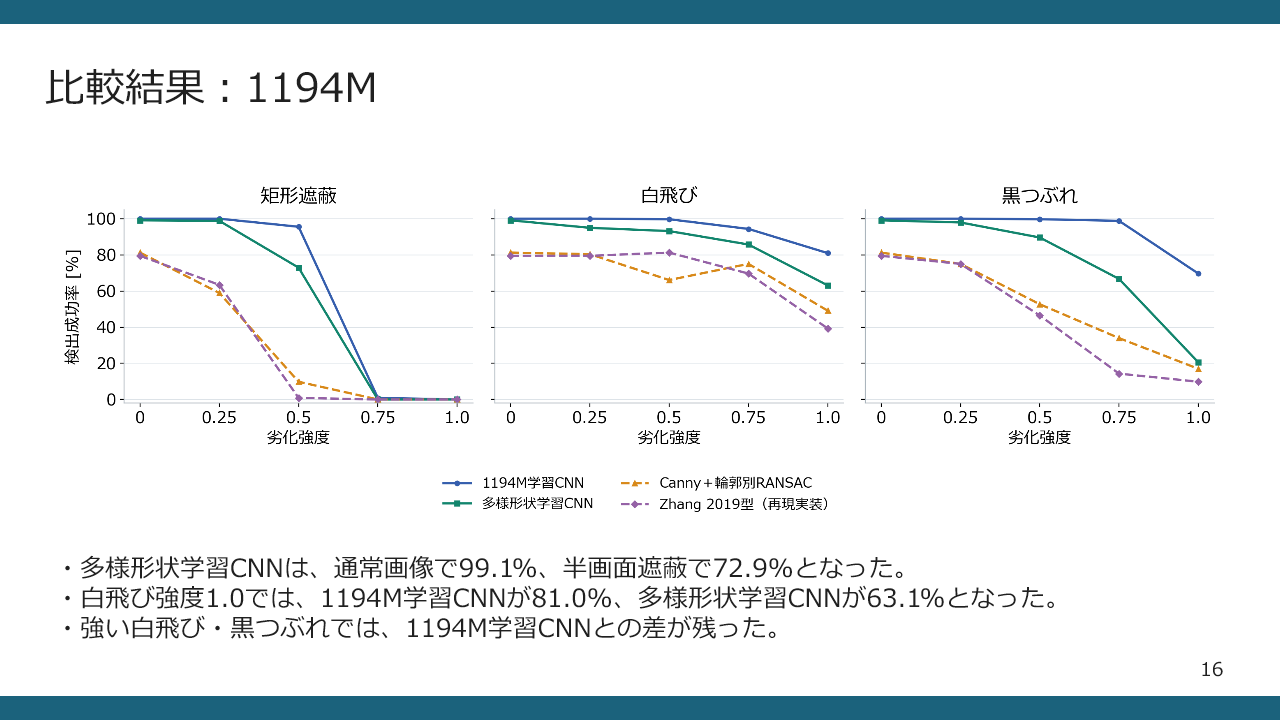 比較結果：1194M
矩形遮蔽
白飛び
黒つぶれ
検出成功率 [%]
100
80
60
40
20
0
0 0.25 0.5 0.75 1.0
0 0.25 0.5 0.75 1.0
0 0.25 0.5 0.75 1.0
劣化強度
劣化強度
劣化強度
1194M学習CNN
多様形状学習CNN
Canny＋輪郭別RANSAC
Zhang 2019型（再現実装）
・多様形状学習CNNは、通常画像で99.1%、半画面遮蔽で72.9%となった。
・白飛び強度1.0では、1194M学習CNNが81.0%、多様形状学習CNNが63.1%となった。
・強い白飛び・黒つぶれでは、1194M学習CNNとの差が残った。
16